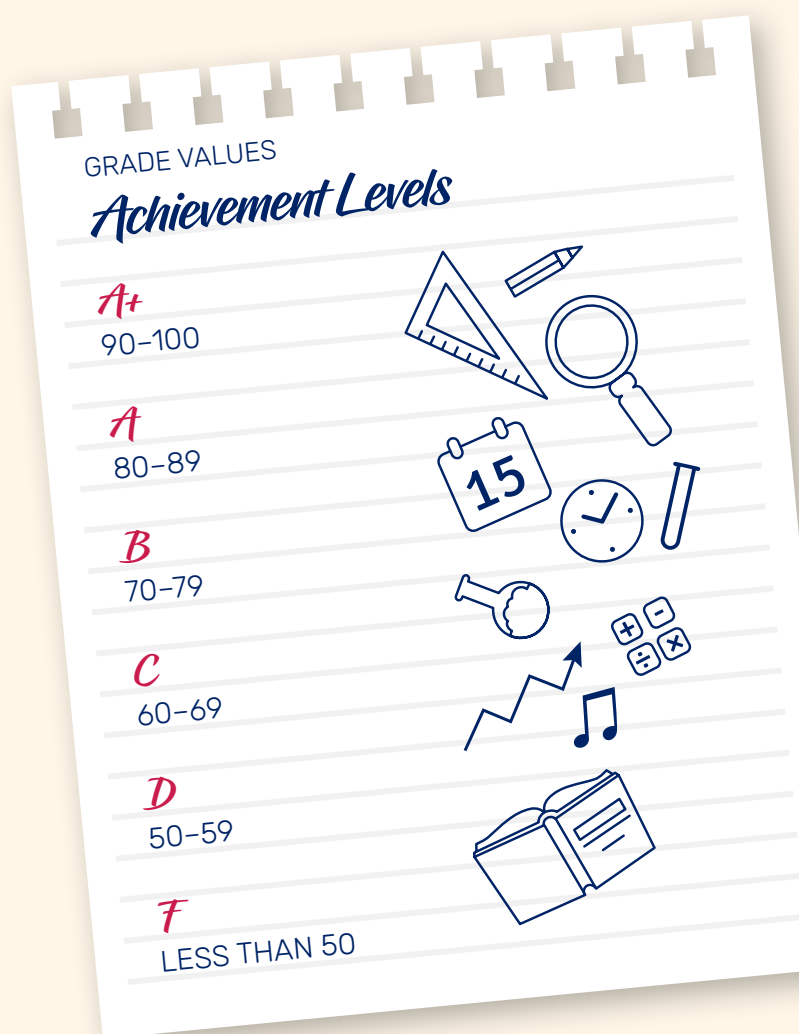 GRADE VALUES
Achievement Levels
A+
90–100
A
80–89
15
B
70–79
C
60–69
D
50–59
F
LESS THAN 50